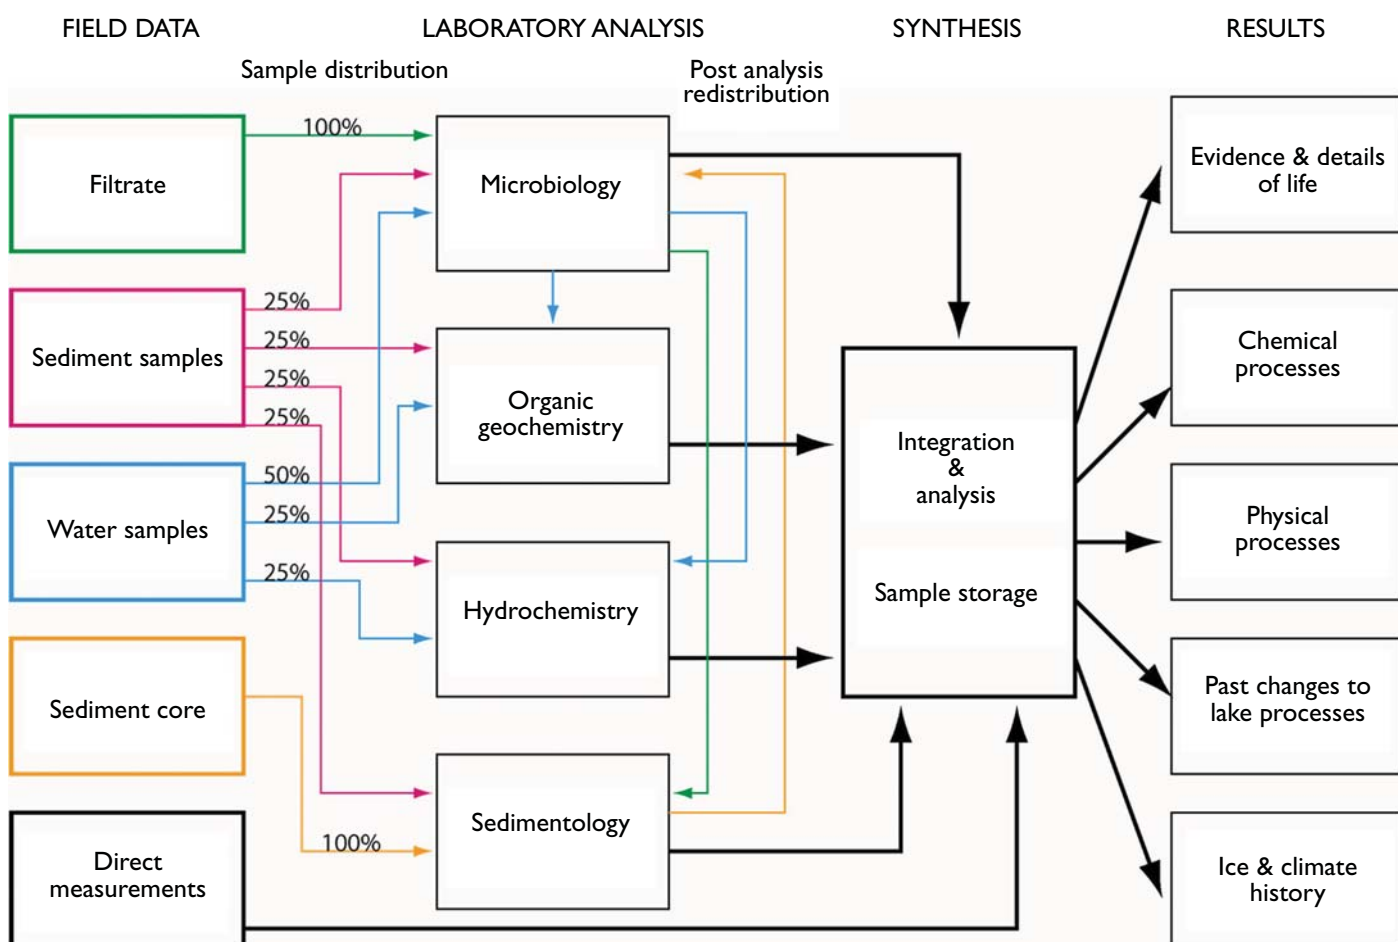 FIELD DATA
LABORATORY ANALYSIS
SYNTHESIS
RESULTS
Sample distribution
Post analysis
redistribution
Filtrate
Sediment samples
Water samples
Sediment core
Direct
measurements
100%
25%
25%
25%
25%
50%
25%
25%
100%
Microbiology
Organic
geochemistry
Hydrochemistry
Sedimentology
Integration
&
analysis
Sample storage
Evidence & details
of life
Chemical
processes
Physical
processes
Past changes to
lake processes
Ice & climate
history